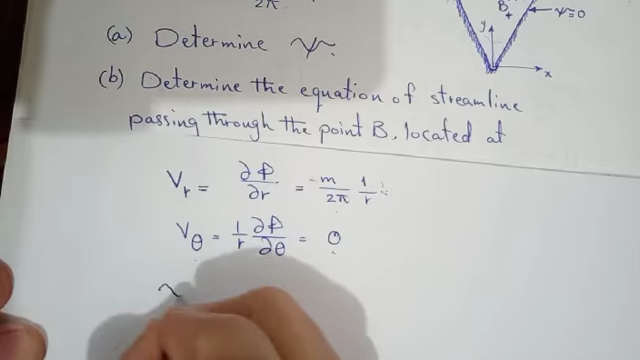 2π
B
ψ=0
y
x
(a) Determine ψ.
(b) Determine the equation of streamline
passing through the point B, located at
V_r = ∂φ/∂r = -m/2π 1/r
V_θ = 1/r ∂φ/∂θ = 0